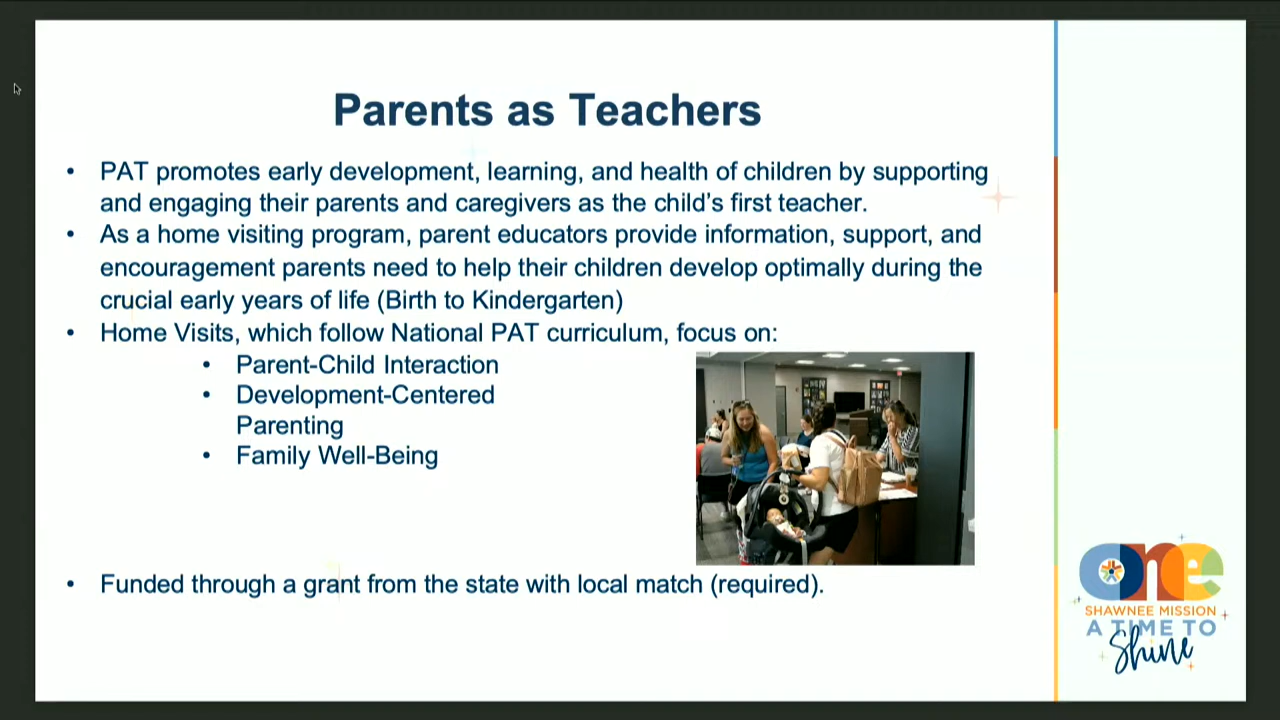 Parents as Teachers
• PAT promotes early development, learning, and health of children by supporting
and engaging their parents and caregivers as the child's first teacher.
• As a home visiting program, parent educators provide information, support, and
encouragement parents need to help their children develop optimally during the
crucial early years of life (Birth to Kindergarten)
• Home Visits, which follow National PAT curriculum, focus on:
• Parent-Child Interaction
• Development-Centered
Parenting
• Family Well-Being
• Funded through a grant from the state with local match (required).
one
SHAWNEE MISSION
A TIME TO
Shine